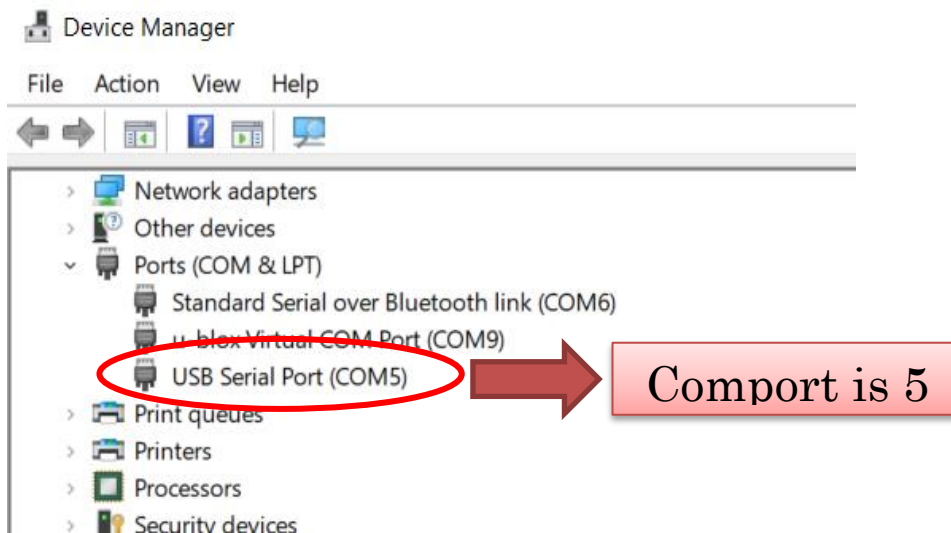 Device Manager
File Action View Help
Network adapters
Other devices
Ports (COM & LPT)
Standard Serial over Bluetooth link (COM6)
u-blox Virtual COM Port (COM9)
USB Serial Port (COM5)
Comport is 5
Print queues
Printers
Processors
Security devices